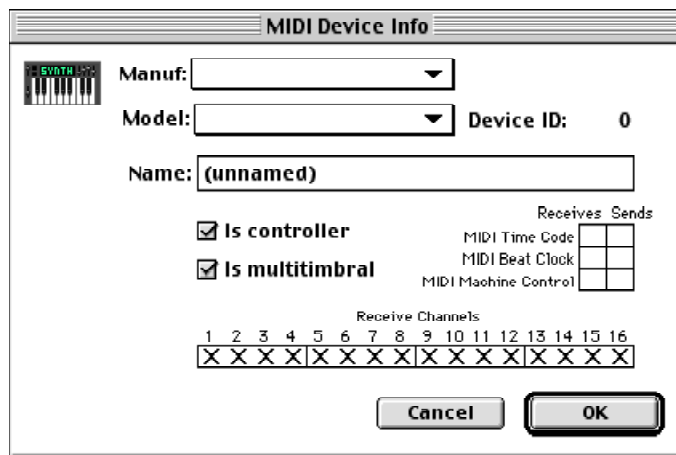 MIDI Device Info
SYNTH
Manuf:
Model:
Device ID: 0
Name: (unnamed)
Is controller
Is multitimbral
Receives Sends
MIDI Time Code
MIDI Beat Clock
MIDI Machine Control
Receive Channels
1 2 3 4 5 6 7 8 9 10 11 12 13 14 15 16
X X X X X X X X X X X X X X X X
Cancel
OK